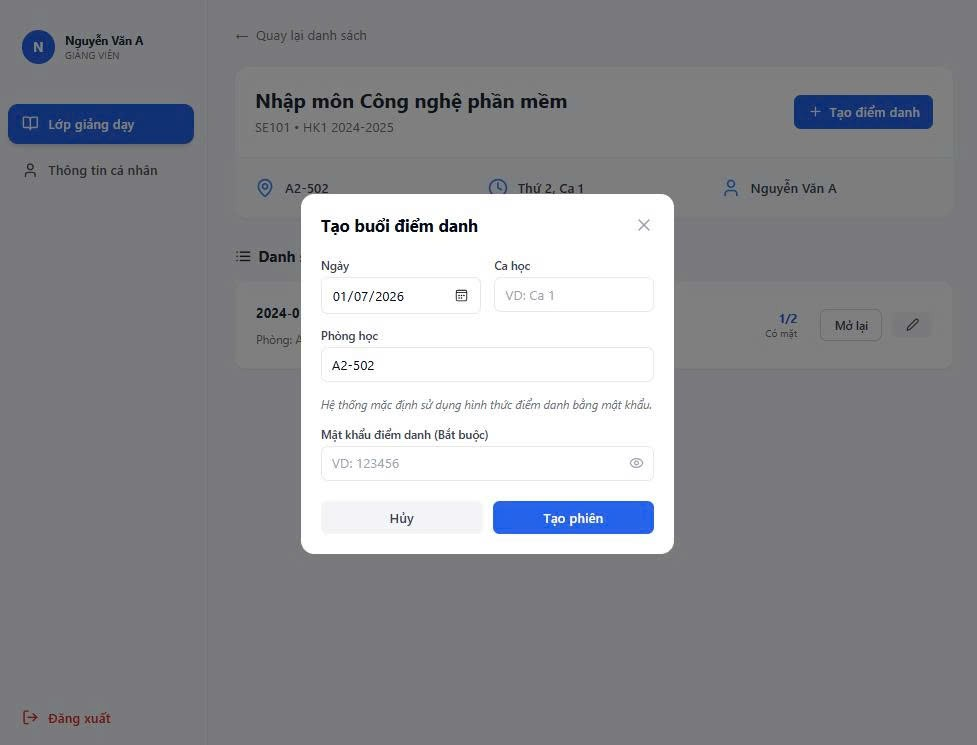 N
Nguyễn Văn A
GIẢNG VIÊN
Lớp giảng dạy
Thông tin cá nhân
Đăng xuất
← Quay lại danh sách
Nhập môn Công nghệ phần mềm
SE101 • HK1 2024-2025
+ Tạo điểm danh
A2-502
Thứ 2, Ca 1
Nguyễn Văn A
Danh
2024-0
Phòng: A
1/2
Có mặt
Mở lại
Tạo buổi điểm danh
Ngày
Ca học
01/07/2026
VD: Ca 1
Phòng học
A2-502
Hệ thống mặc định sử dụng hình thức điểm danh bằng mật khẩu.
Mật khẩu điểm danh (Bắt buộc)
VD: 123456
Hủy
Tạo phiên